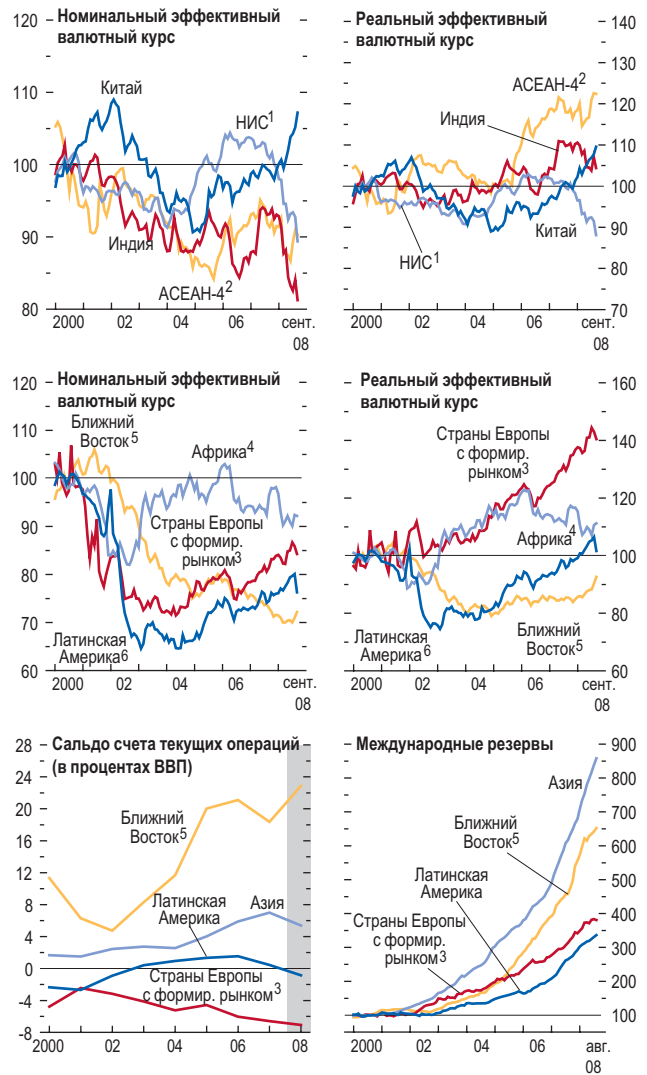 Номинальный эффективный
валютный курс
120
110
100
90
80
Китай
НИС1
Индия
АСЕАН-42
2000 02 04 06 сент.
08
Реальный эффективный
валютный курс
140
130
120
110
100
90
80
70
АСЕАН-42
Индия
Китай
НИС1
2000 02 04 06 сент.
08
Номинальный эффективный
валютный курс
120
110
100
90
80
70
60
Ближний
Восток5
Африка4
Страны Европы
с формир.
рынком3
Латинская
Америка6
2000 02 04 06 сент.
08
Реальный эффективный
валютный курс
160
140
120
100
80
60
Страны Европы
с формир.
рынком3
Африка4
Латинская
Америка6
Ближний
Восток5
2000 02 04 06 сент.
08
Сальдо счета текущих операций
(в процентах ВВП)
28
24
20
16
12
8
4
0
-4
-8
Ближний
Восток5
Латинская
Америка
Азия
Страны Европы
с формир. рынком3
2000 02 04 06 08
Международные резервы
900
800
700
600
500
400
300
200
100
Азия
Ближний
Восток5
Латинская
Америка
Страны Европы
с формир.
рынком3
2000 02 04 06 авг.
08